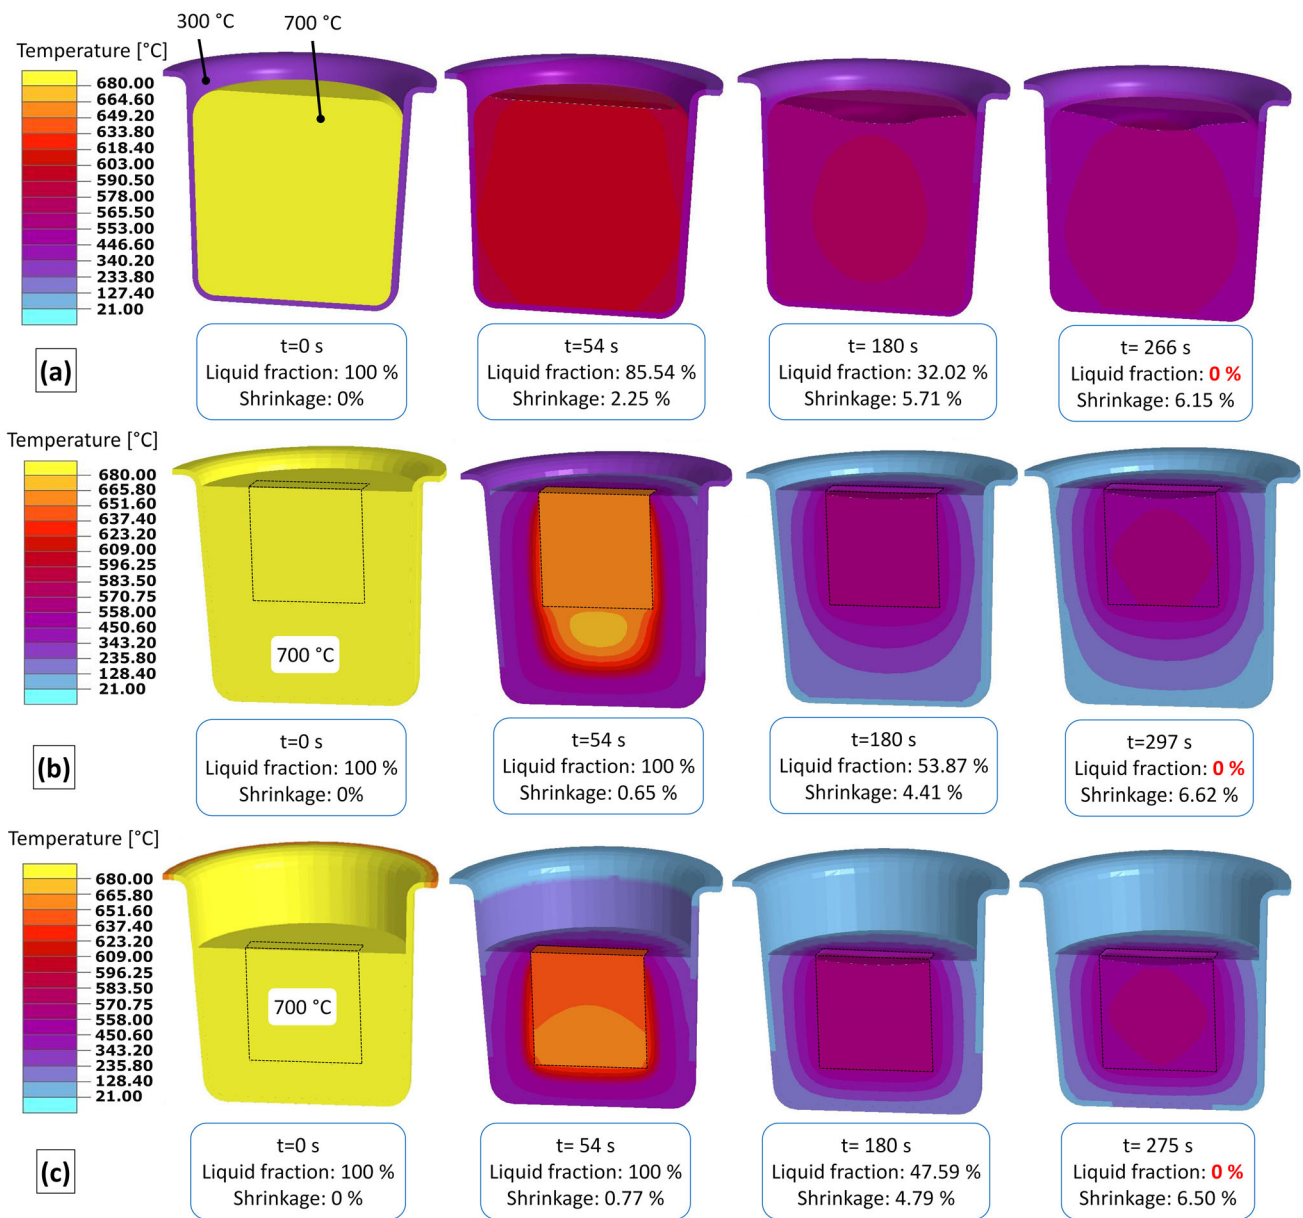 300 °C
700 °C
Temperature [°C]
680.00
664.60
649.20
633.80
618.40
603.00
590.50
578.00
565.50
553.00
446.60
340.20
233.80
127.40
21.00
(a)
t=0 s
Liquid fraction: 100 %
Shrinkage: 0%
t=54 s
Liquid fraction: 85.54 %
Shrinkage: 2.25 %
t= 180 s
Liquid fraction: 32.02 %
Shrinkage: 5.71 %
t= 266 s
Liquid fraction: 0 %
Shrinkage: 6.15 %
Temperature [°C]
680.00
665.80
651.60
637.40
623.20
609.00
596.25
583.50
570.75
558.00
450.60
343.20
235.80
128.40
21.00
700 °C
(b)
t=0 s
Liquid fraction: 100 %
Shrinkage: 0%
t=54 s
Liquid fraction: 100 %
Shrinkage: 0.65 %
t=180 s
Liquid fraction: 53.87 %
Shrinkage: 4.41 %
t=297 s
Liquid fraction: 0 %
Shrinkage: 6.62 %
Temperature [°C]
680.00
665.80
651.60
637.40
623.20
609.00
596.25
583.50
570.75
558.00
450.60
343.20
235.80
128.40
21.00
700 °C
(c)
t=0 s
Liquid fraction: 100 %
Shrinkage: 0 %
t= 54 s
Liquid fraction: 100 %
Shrinkage: 0.77 %
t= 180 s
Liquid fraction: 47.59 %
Shrinkage: 4.79 %
t= 275 s
Liquid fraction: 0 %
Shrinkage: 6.50 %